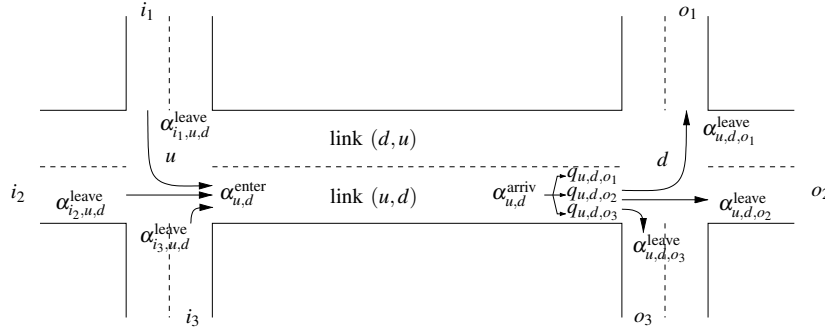 i₁ o₁
α^leave_{i₁,u,d} α^leave_{u,d,o₁}
link (d,u)
u d
i₂ α^leave_{i₂,u,d} α^enter_{u,d} link (u,d) α^arriv_{u,d} q_{u,d,o₁} α^leave_{u,d,o₂} o₂
q_{u,d,o₂}
q_{u,d,o₃}
α^leave_{i₃,u,d} α^leave_{u,d,o₃}
i₃ o₃